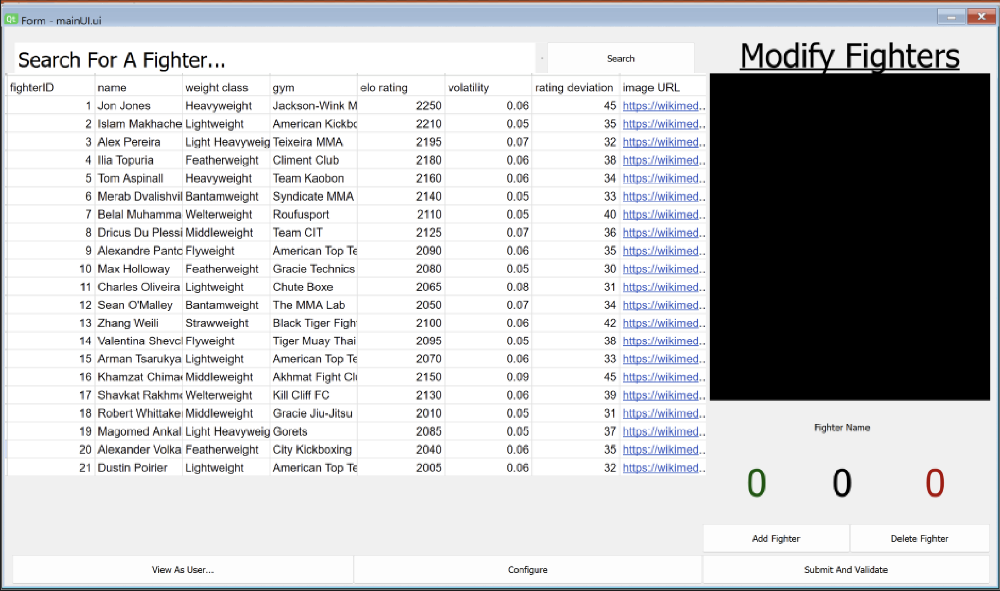 Qt Form - mainUI.ui
Search For A Fighter...
Search
Modify Fighters
fighterID name weight class gym elo rating volatility rating deviation image URL
1 Jon Jones Heavyweight Jackson-Wink M 2250 0.06 45 https://wikimed..
2 Islam Makhache Lightweight American Kickbo 2210 0.05 35 https://wikimed..
3 Alex Pereira Light Heavyweig Teixeira MMA 2195 0.07 32 https://wikimed..
4 Ilia Topuria Featherweight Climent Club 2180 0.06 38 https://wikimed..
5 Tom Aspinall Heavyweight Team Kaobon 2160 0.06 34 https://wikimed..
6 Merab Dvalishvil Bantamweight Syndicate MMA 2140 0.05 33 https://wikimed..
7 Belal Muhamma Welterweight Roufusport 2110 0.05 40 https://wikimed..
8 Dricus Du Plessi Middleweight Team CIT 2125 0.07 36 https://wikimed..
9 Alexandre Panto Flyweight American Top Te 2090 0.06 35 https://wikimed..
10 Max Holloway Featherweight Gracie Technics 2080 0.05 30 https://wikimed..
11 Charles Oliveira Lightweight Chute Boxe 2065 0.08 31 https://wikimed..
12 Sean O'Malley Bantamweight The MMA Lab 2050 0.07 34 https://wikimed..
13 Zhang Weili Strawweight Black Tiger Figh 2100 0.06 42 https://wikimed..
14 Valentina Shevc Flyweight Tiger Muay Thai 2095 0.05 38 https://wikimed..
15 Arman Tsarukya Lightweight American Top Te 2070 0.06 33 https://wikimed..
16 Khamzat Chima Middleweight Akhmat Fight Cl 2150 0.09 45 https://wikimed..
17 Shavkat Rakhm Welterweight Kill Cliff FC 2130 0.06 39 https://wikimed..
18 Robert Whittake Middleweight Gracie Jiu-Jitsu 2010 0.05 31 https://wikimed..
19 Magomed Ankal Light Heavyweig Gorets 2085 0.05 37 https://wikimed..
20 Alexander Volka Featherweight City Kickboxing 2040 0.06 35 https://wikimed..
21 Dustin Poirier Lightweight American Top Te 2005 0.06 32 https://wikimed..
Fighter Name
0 0 0
Add Fighter Delete Fighter
View As User... Configure Submit And Validate